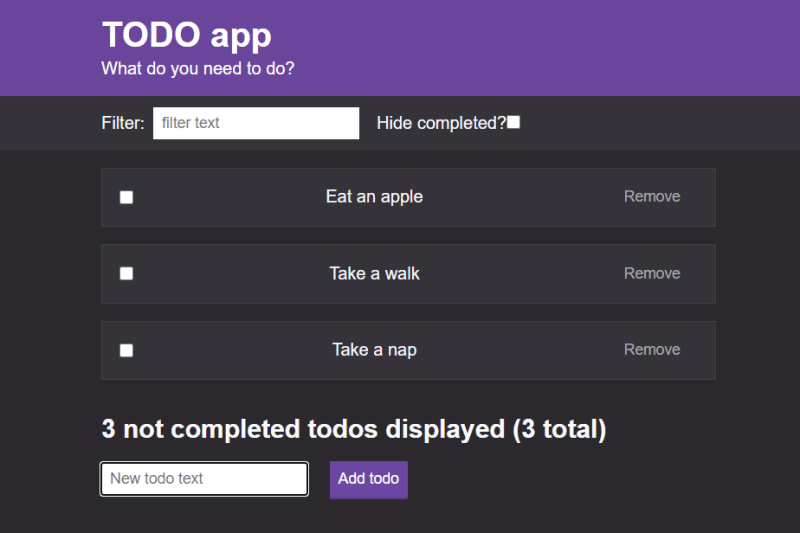 TODO app
What do you need to do?
Filter: filter text Hide completed?
Eat an apple Remove
Take a walk Remove
Take a nap Remove
3 not completed todos displayed (3 total)
New todo text Add todo